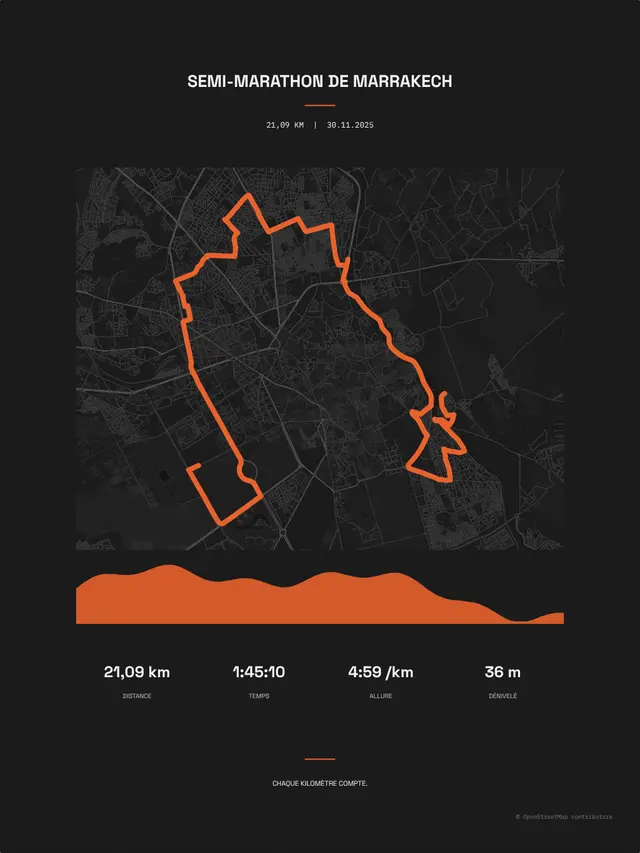 SEMI-MARATHON DE MARRAKECH
21,09 KM | 30.11.2025
21,09 km 1:45:10 4:59 /km 36 m
DISTANCE TEMPS ALLURE DÉNIVELÉ
CHAQUE KILOMÈTRE COMPTE.
© OpenStreetMap contributors